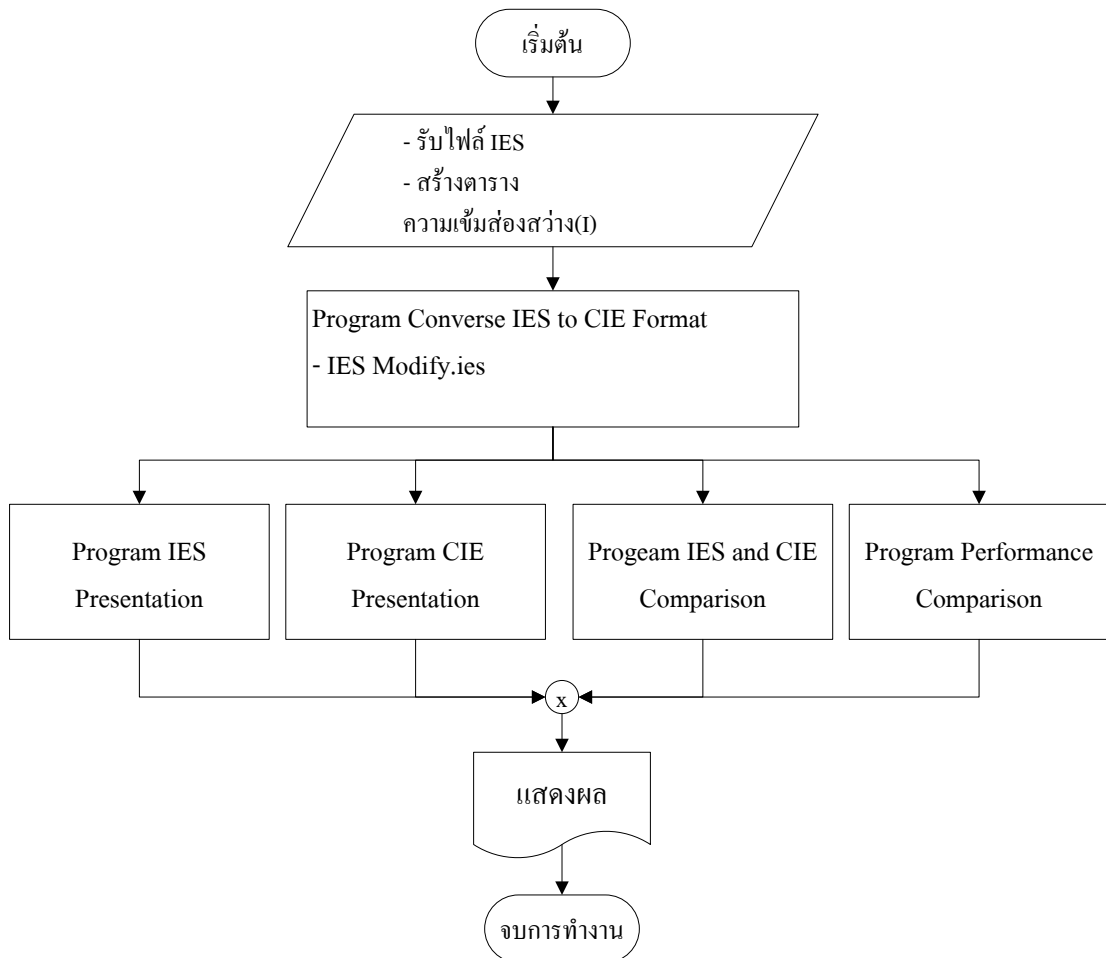 เริ่มต้น
- รับไฟล์ IES
- สร้างตาราง
ความเข้มส่องสว่าง(I)
Program Converse IES to CIE Format
- IES Modify.ies
Program IES
Presentation
Program CIE
Presentation
Progeam IES and CIE
Comparison
Program Performance
Comparison
x
แสดงผล
จบการทำงาน